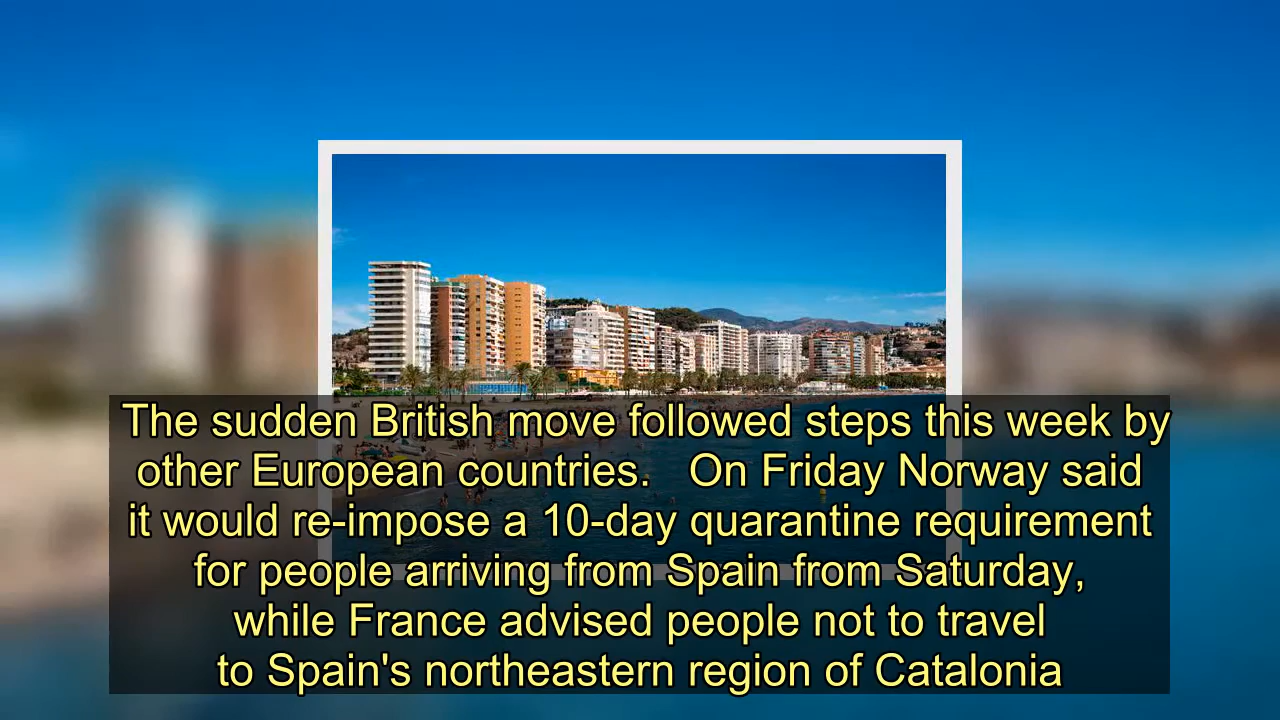 The sudden British move followed steps this week by
other European countries.   On Friday Norway said
it would re-impose a 10-day quarantine requirement
for people arriving from Spain from Saturday,
while France advised people not to travel
to Spain's northeastern region of Catalonia